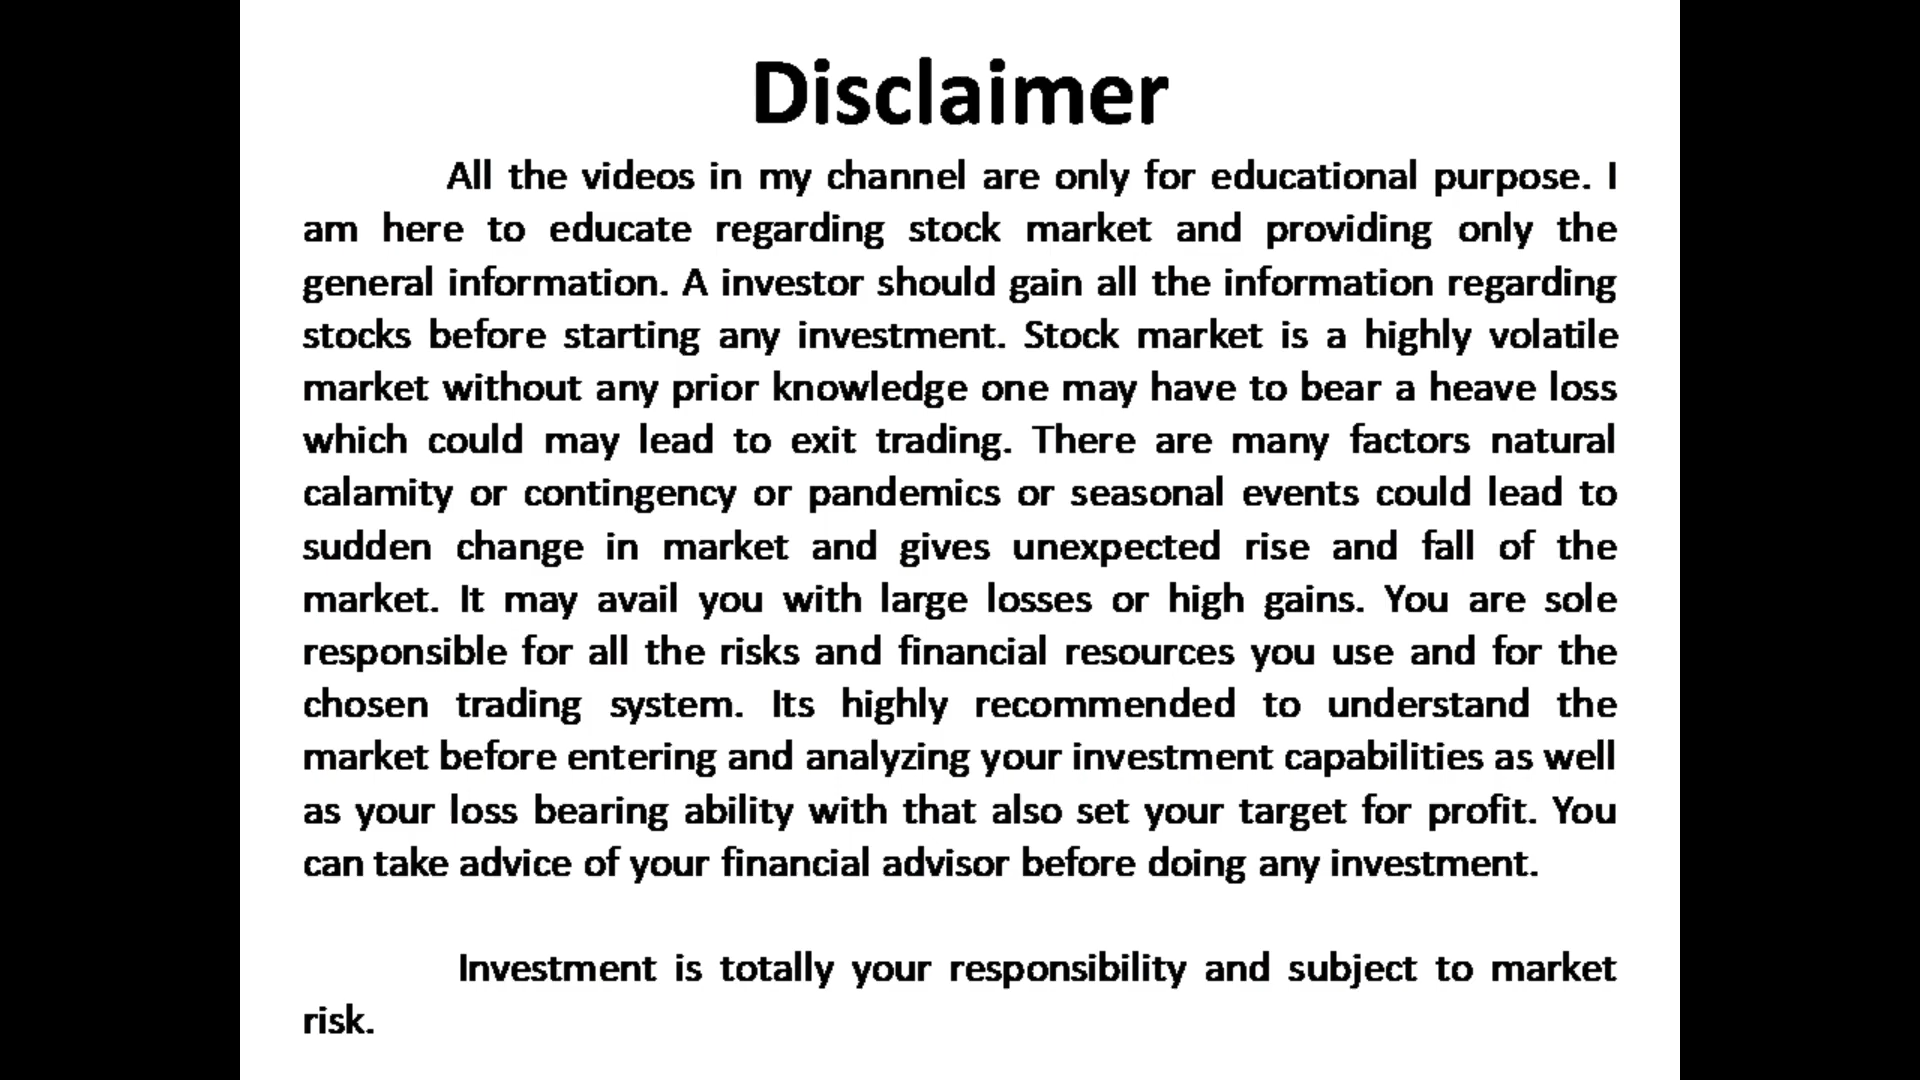 Disclaimer
All the videos in my channel are only for educational purpose. I
am here to educate regarding stock market and providing only the
general information. A investor should gain all the information regarding
stocks before starting any investment. Stock market is a highly volatile
market without any prior knowledge one may have to bear a heave loss
which could may lead to exit trading. There are many factors natural
calamity or contingency or pandemics or seasonal events could lead to
sudden change in market and gives unexpected rise and fall of the
market. It may avail you with large losses or high gains. You are sole
responsible for all the risks and financial resources you use and for the
chosen trading system. Its highly recommended to understand the
market before entering and analyzing your investment capabilities as well
as your loss bearing ability with that also set your target for profit. You
can take advice of your financial advisor before doing any investment.
Investment is totally your responsibility and subject to market
risk.